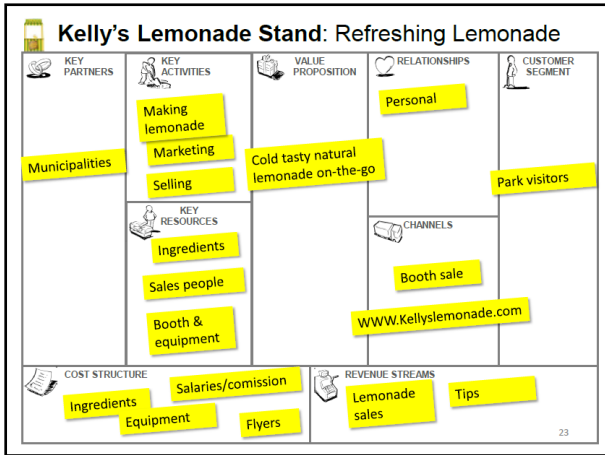 Kelly's Lemonade Stand: Refreshing Lemonade
KEY
PARTNERS
Municipalities
KEY
ACTIVITIES
Making
lemonade
Marketing
Selling
KEY
RESOURCES
Ingredients
Sales people
Booth &
equipment
VALUE
PROPOSITION
Cold tasty natural
lemonade on-the-go
RELATIONSHIPS
Personal
CHANNELS
Booth sale
WWW.Kellyslemonade.com
CUSTOMER
SEGMENT
Park visitors
COST STRUCTURE
Ingredients
Salaries/comission
Equipment
Flyers
REVENUE STREAMS
Lemonade
sales
Tips
23